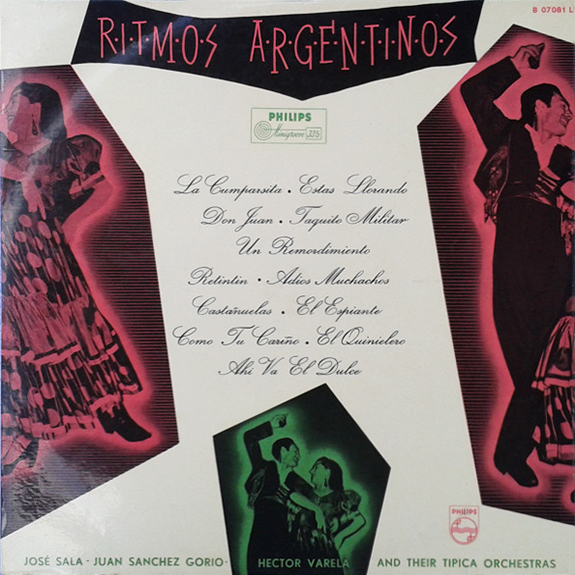 B 07081 L
R·I·T·M·O·S A·R·G·E·N·T·I·N·O·S
PHILIPS
Minigroove 33⅓
La Cumparsita · Estas Llorando
Don Juan · Taquito Militar
Un Remordimiento
Retintin · Adios Muchachos
Castañuelas · El Espiante
Como Tu Cariño · El Quinielero
Ahi Va El Dulce
PHILIPS
JOSÉ SALA - JUAN SANCHEZ GORIO - HECTOR VARELA AND THEIR TIPICA ORCHESTRAS